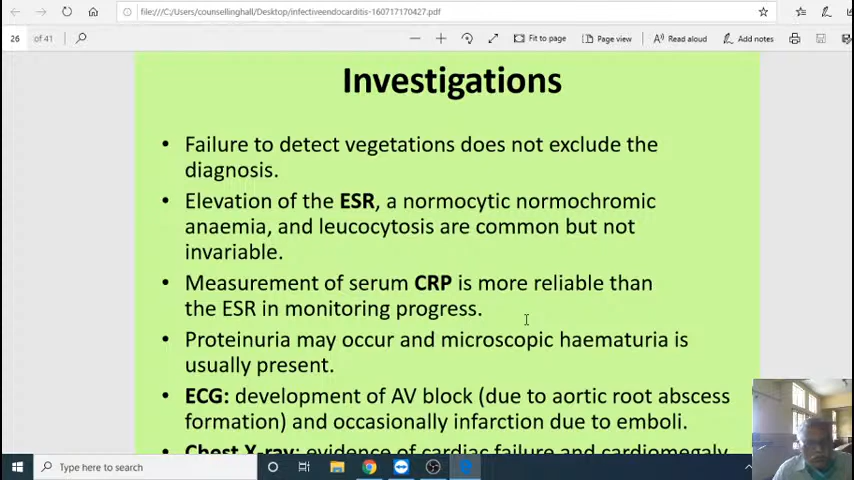 file:///C:/Users/counsellinghall/Desktop/infectiveendocarditis-160717170427.pdf
26 of 41
Fit to page
Page view
Read aloud
Add notes
Investigations
• Failure to detect vegetations does not exclude the
diagnosis.
• Elevation of the ESR, a normocytic normochromic
anaemia, and leucocytosis are common but not
invariable.
• Measurement of serum CRP is more reliable than
the ESR in monitoring progress.
• Proteinuria may occur and microscopic haematuria is
usually present.
• ECG: development of AV block (due to aortic root abscess
formation) and occasionally infarction due to emboli.
• Chest X-ray: evidence of cardiac failure and cardiomegaly
Type here to search